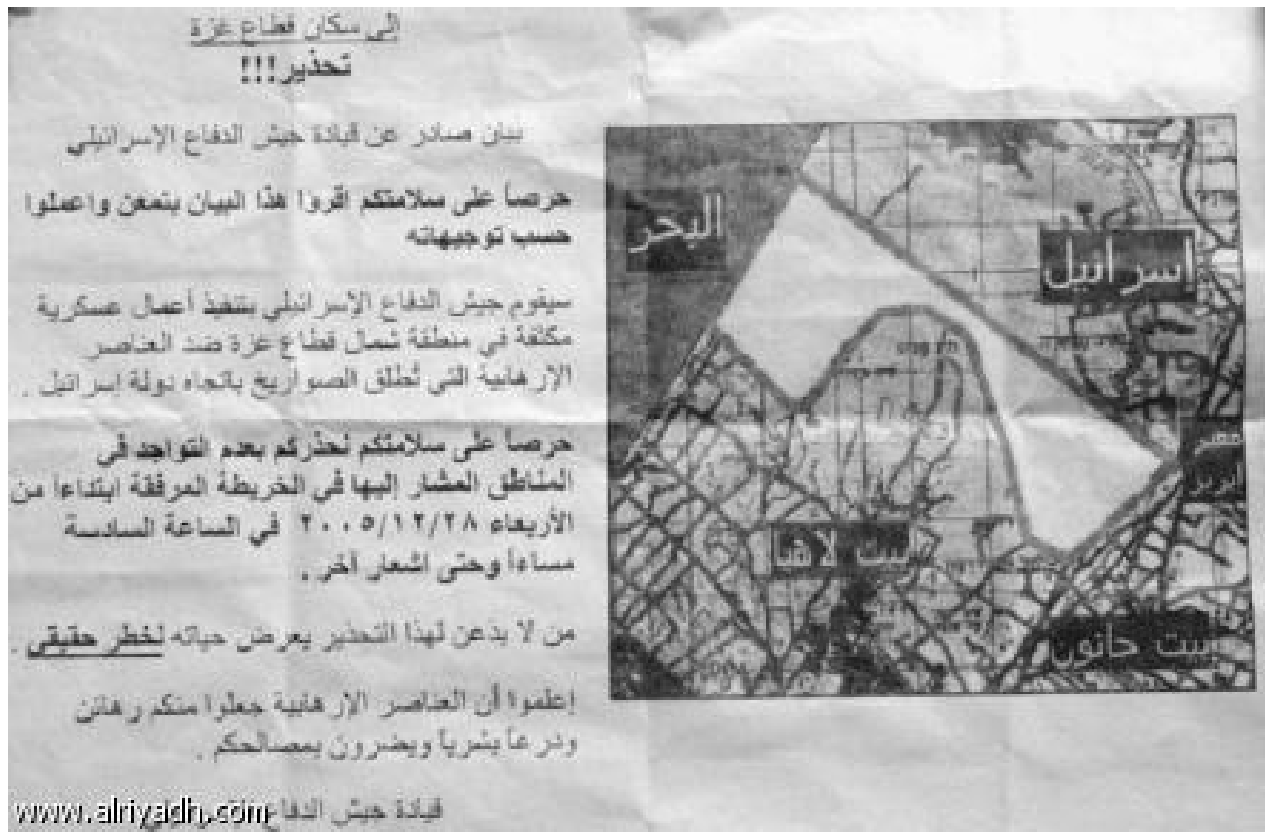 إلى سكان قطاع غزة
تحذير!!!
بيان صادر عن قيادة جيش الدفاع الإسرائيلي
حرصاً على سلامتكم اقروا هذا البيان بتمعن واعملوا
حسب توجيهاته
سيقوم جيش الدفاع الإسرائيلي بتنفيذ أعمال عسكرية
مكثفة في منطقة شمال قطاع غزة ضد العناصر
الإرهابية التي تُطلق الصواريخ باتجاه دولة إسرائيل .
حرصاً على سلامتكم نحذركم بعدم التواجد في
المناطق المشار إليها في الخريطة المرفقة ابتداءا من
الأربعاء ٢٠٠٥/١٢/٢٨ في الساعة السادسة
مساءاً وحتى اشعار آخر .
من لا يذعن لهذا التحذير يعرض حياته لخطر حقيقي .
إعلموا أن العناصر الإرهابية جعلوا منكم رهائن
ودرعاً بشرياً ويضرون بمصالحكم .
قيادة جيش الدفاع
www.alriyadh.com
البحر
إسرائيل
بيت لاهيا
بيت حانون